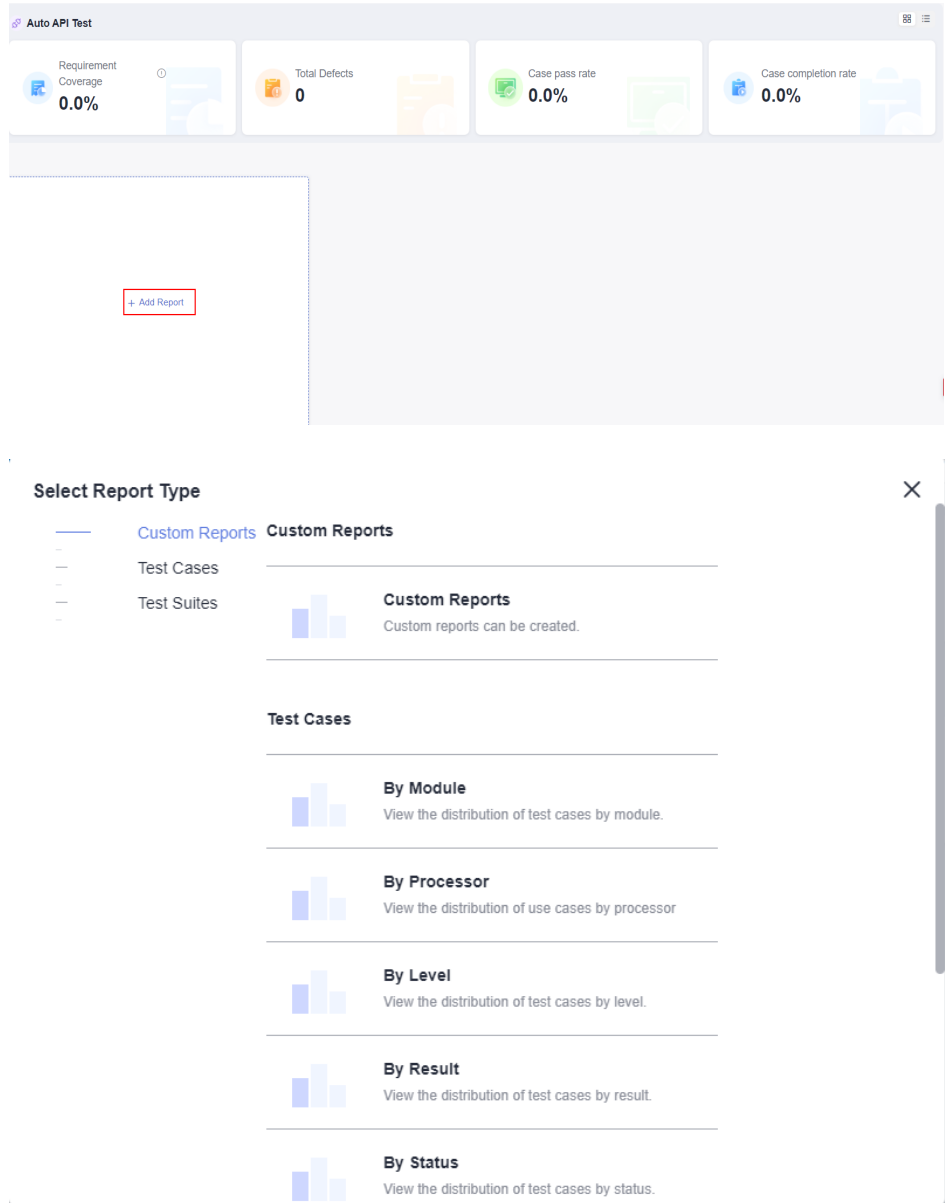 Auto API Test
Requirement
Coverage
0.0%
Total Defects
0
Case pass rate
0.0%
Case completion rate
0.0%
+ Add Report
Select Report Type
Custom Reports
Test Cases
Test Suites
Custom Reports
Custom Reports
Custom reports can be created.
Test Cases
By Module
View the distribution of test cases by module.
By Processor
View the distribution of use cases by processor
By Level
View the distribution of test cases by level.
By Result
View the distribution of test cases by result.
By Status
View the distribution of test cases by status.